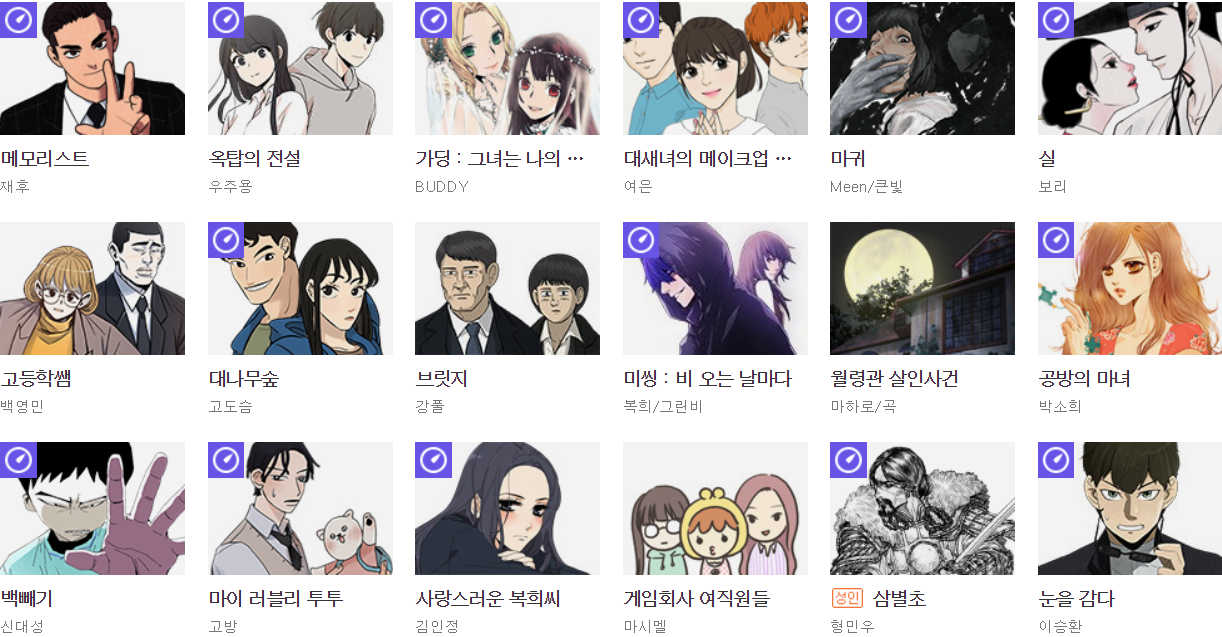 메모리스트
재후
옥탑의 전설
우주용
가딩 : 그녀는 나의 …
BUDDY
대새녀의 메이크업 …
여은
마귀
Meen/큰빛
실
보리
고등학쌤
백영민
대나무숲
고도슴
브릿지
강풀
미씽 : 비 오는 날마다
복희/그린비
월령관 살인사건
마하로/곡
공방의 마녀
박소희
백빼기
신대성
마이 러블리 투투
고방
사랑스러운 복희씨
김인정
게임회사 여직원들
마시멜
성인 삼별초
형민우
눈을 감다
이승환